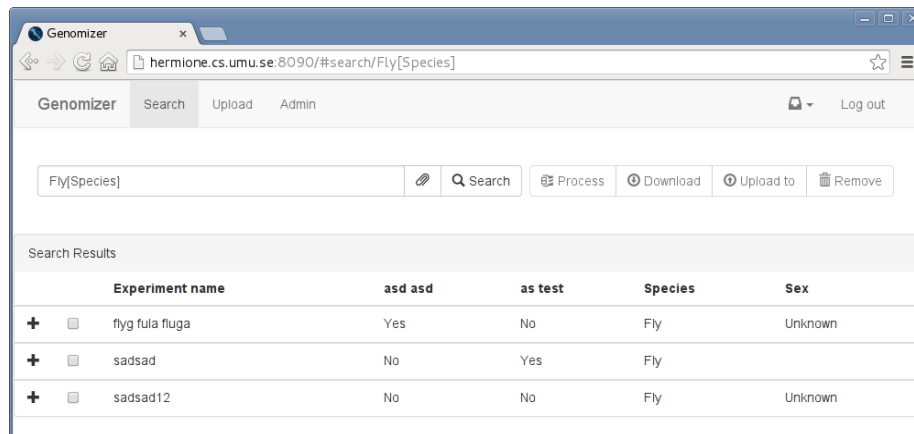 Genomizer
hermione.cs.umu.se:8090/#search/Fly[Species]
Genomizer Search Upload Admin Log out
Fly[Species] Search Process Download Upload to Remove
Search Results
Experiment name asd asd as test Species Sex
flyg fula fluga Yes No Fly Unknown
sadsad No Yes Fly
sadsad12 No No Fly Unknown